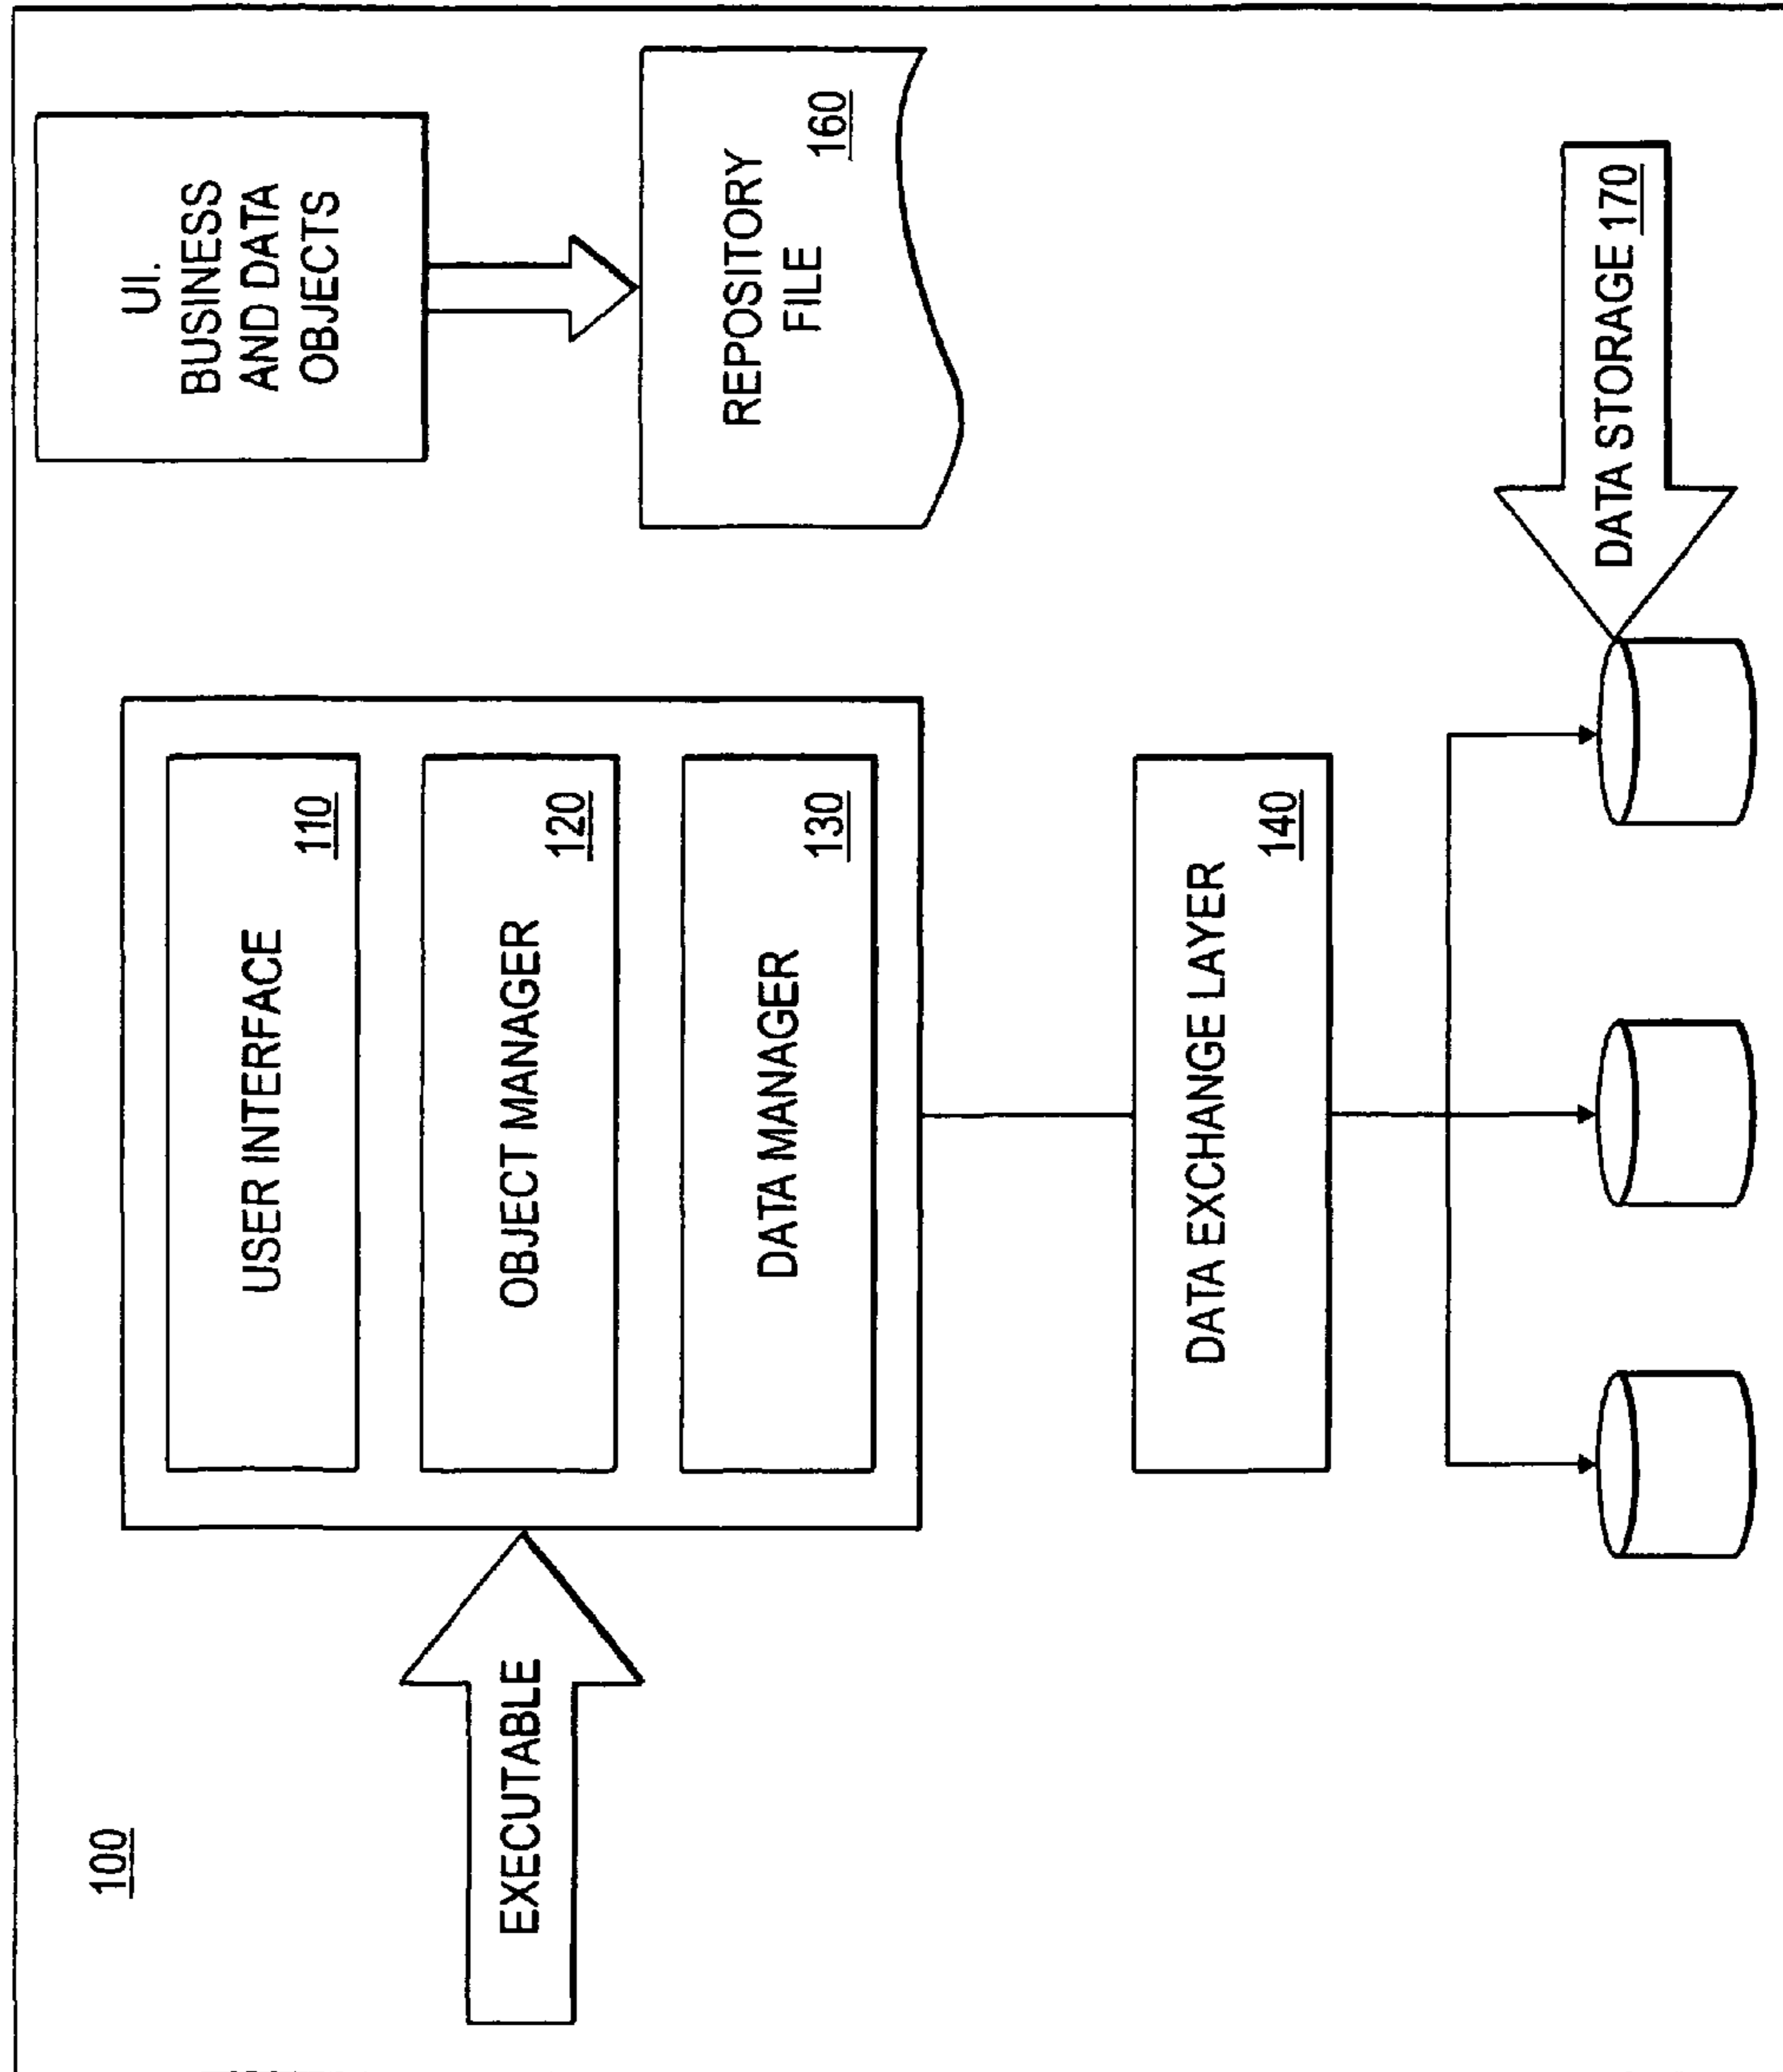 100
EXECUTABLE
USER INTERFACE
110
OBJECT MANAGER
120
DATA MANAGER
130
DATA EXCHANGE LAYER
140
UI.
BUSINESS
AND DATA
OBJECTS
REPOSITORY
FILE
160
DATA STORAGE 170